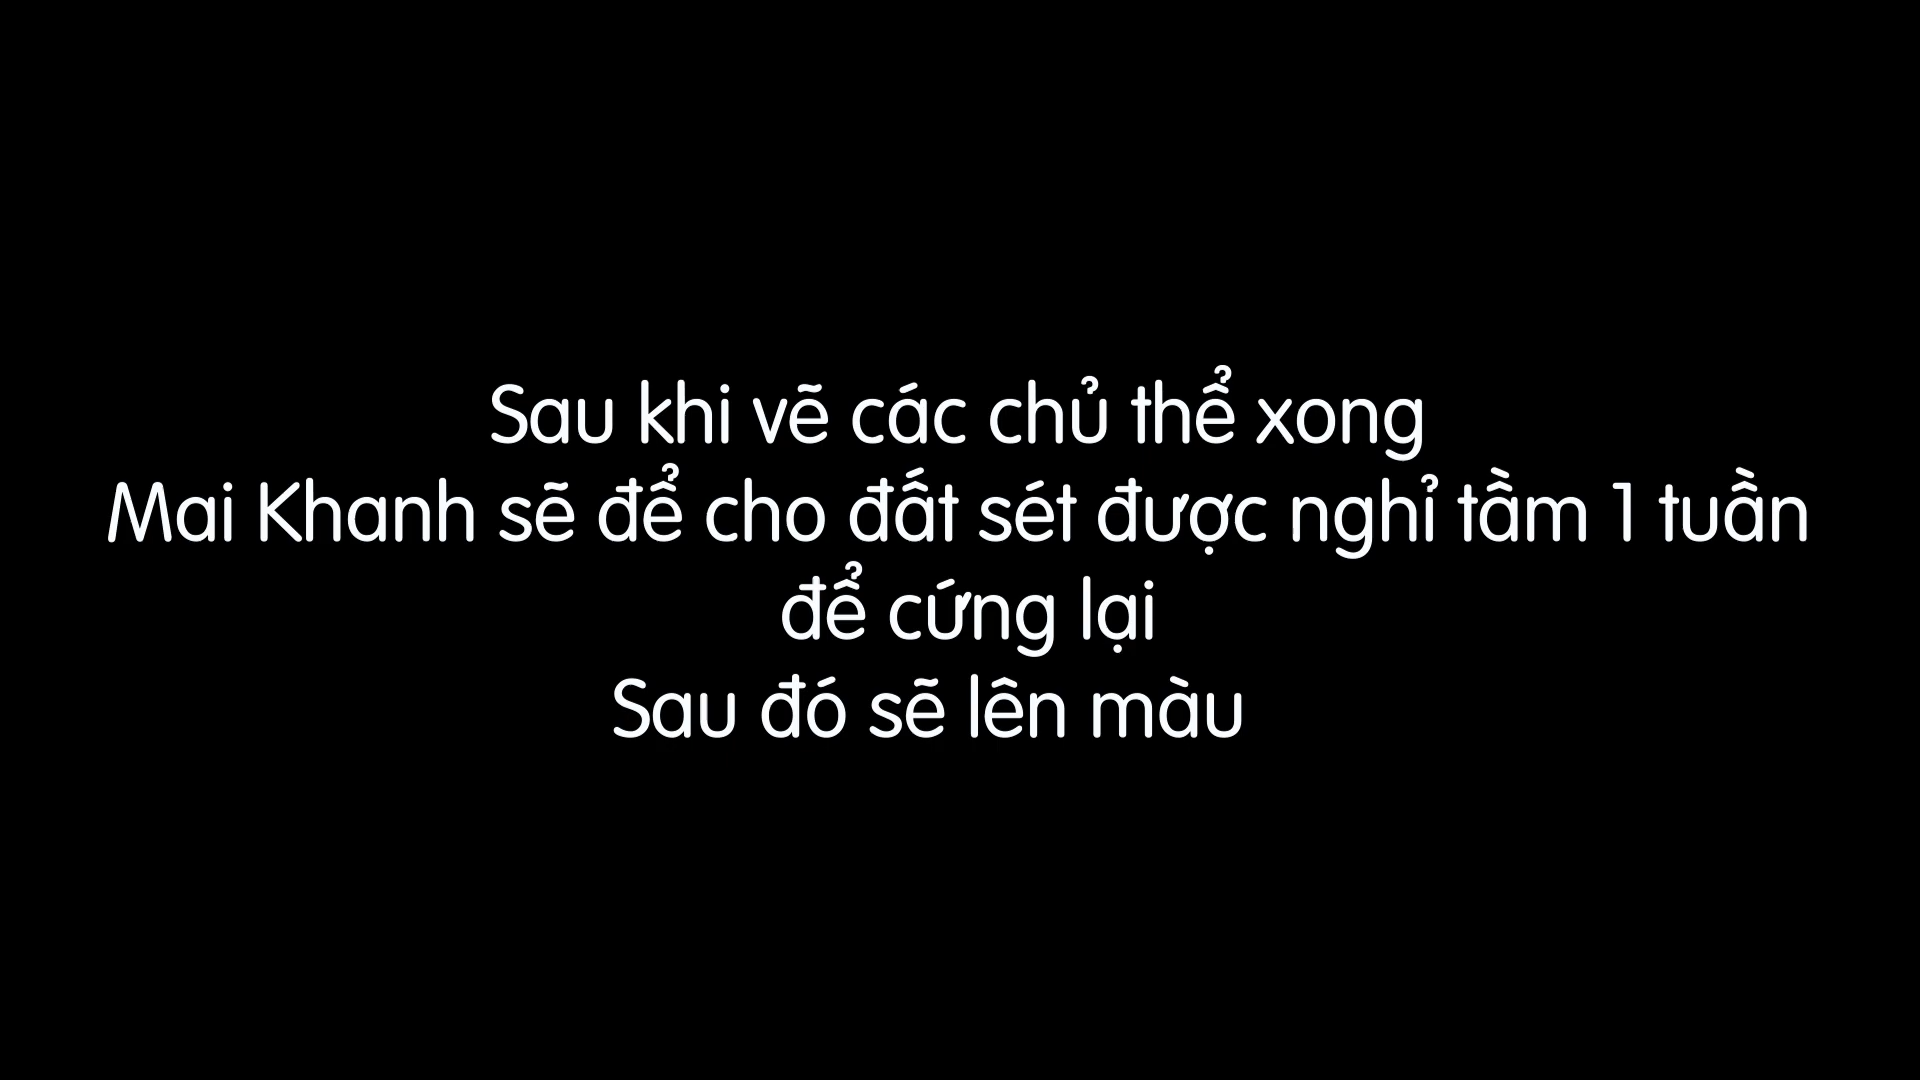 Sau khi vẽ các chủ thể xong
Mai Khanh sẽ để cho đất sét được nghỉ tầm 1 tuần
để cứng lại
Sau đó sẽ lên màu